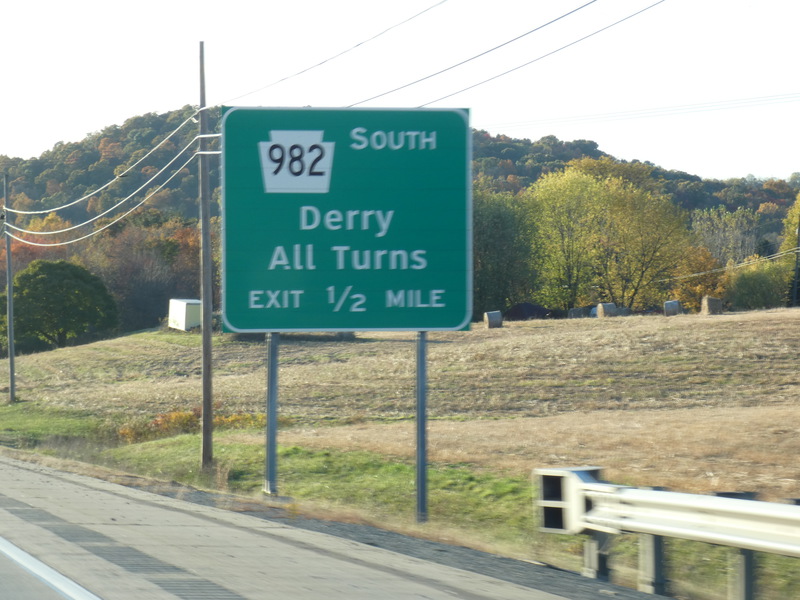 982 SOUTH
Derry
All Turns
EXIT 1/2 MILE